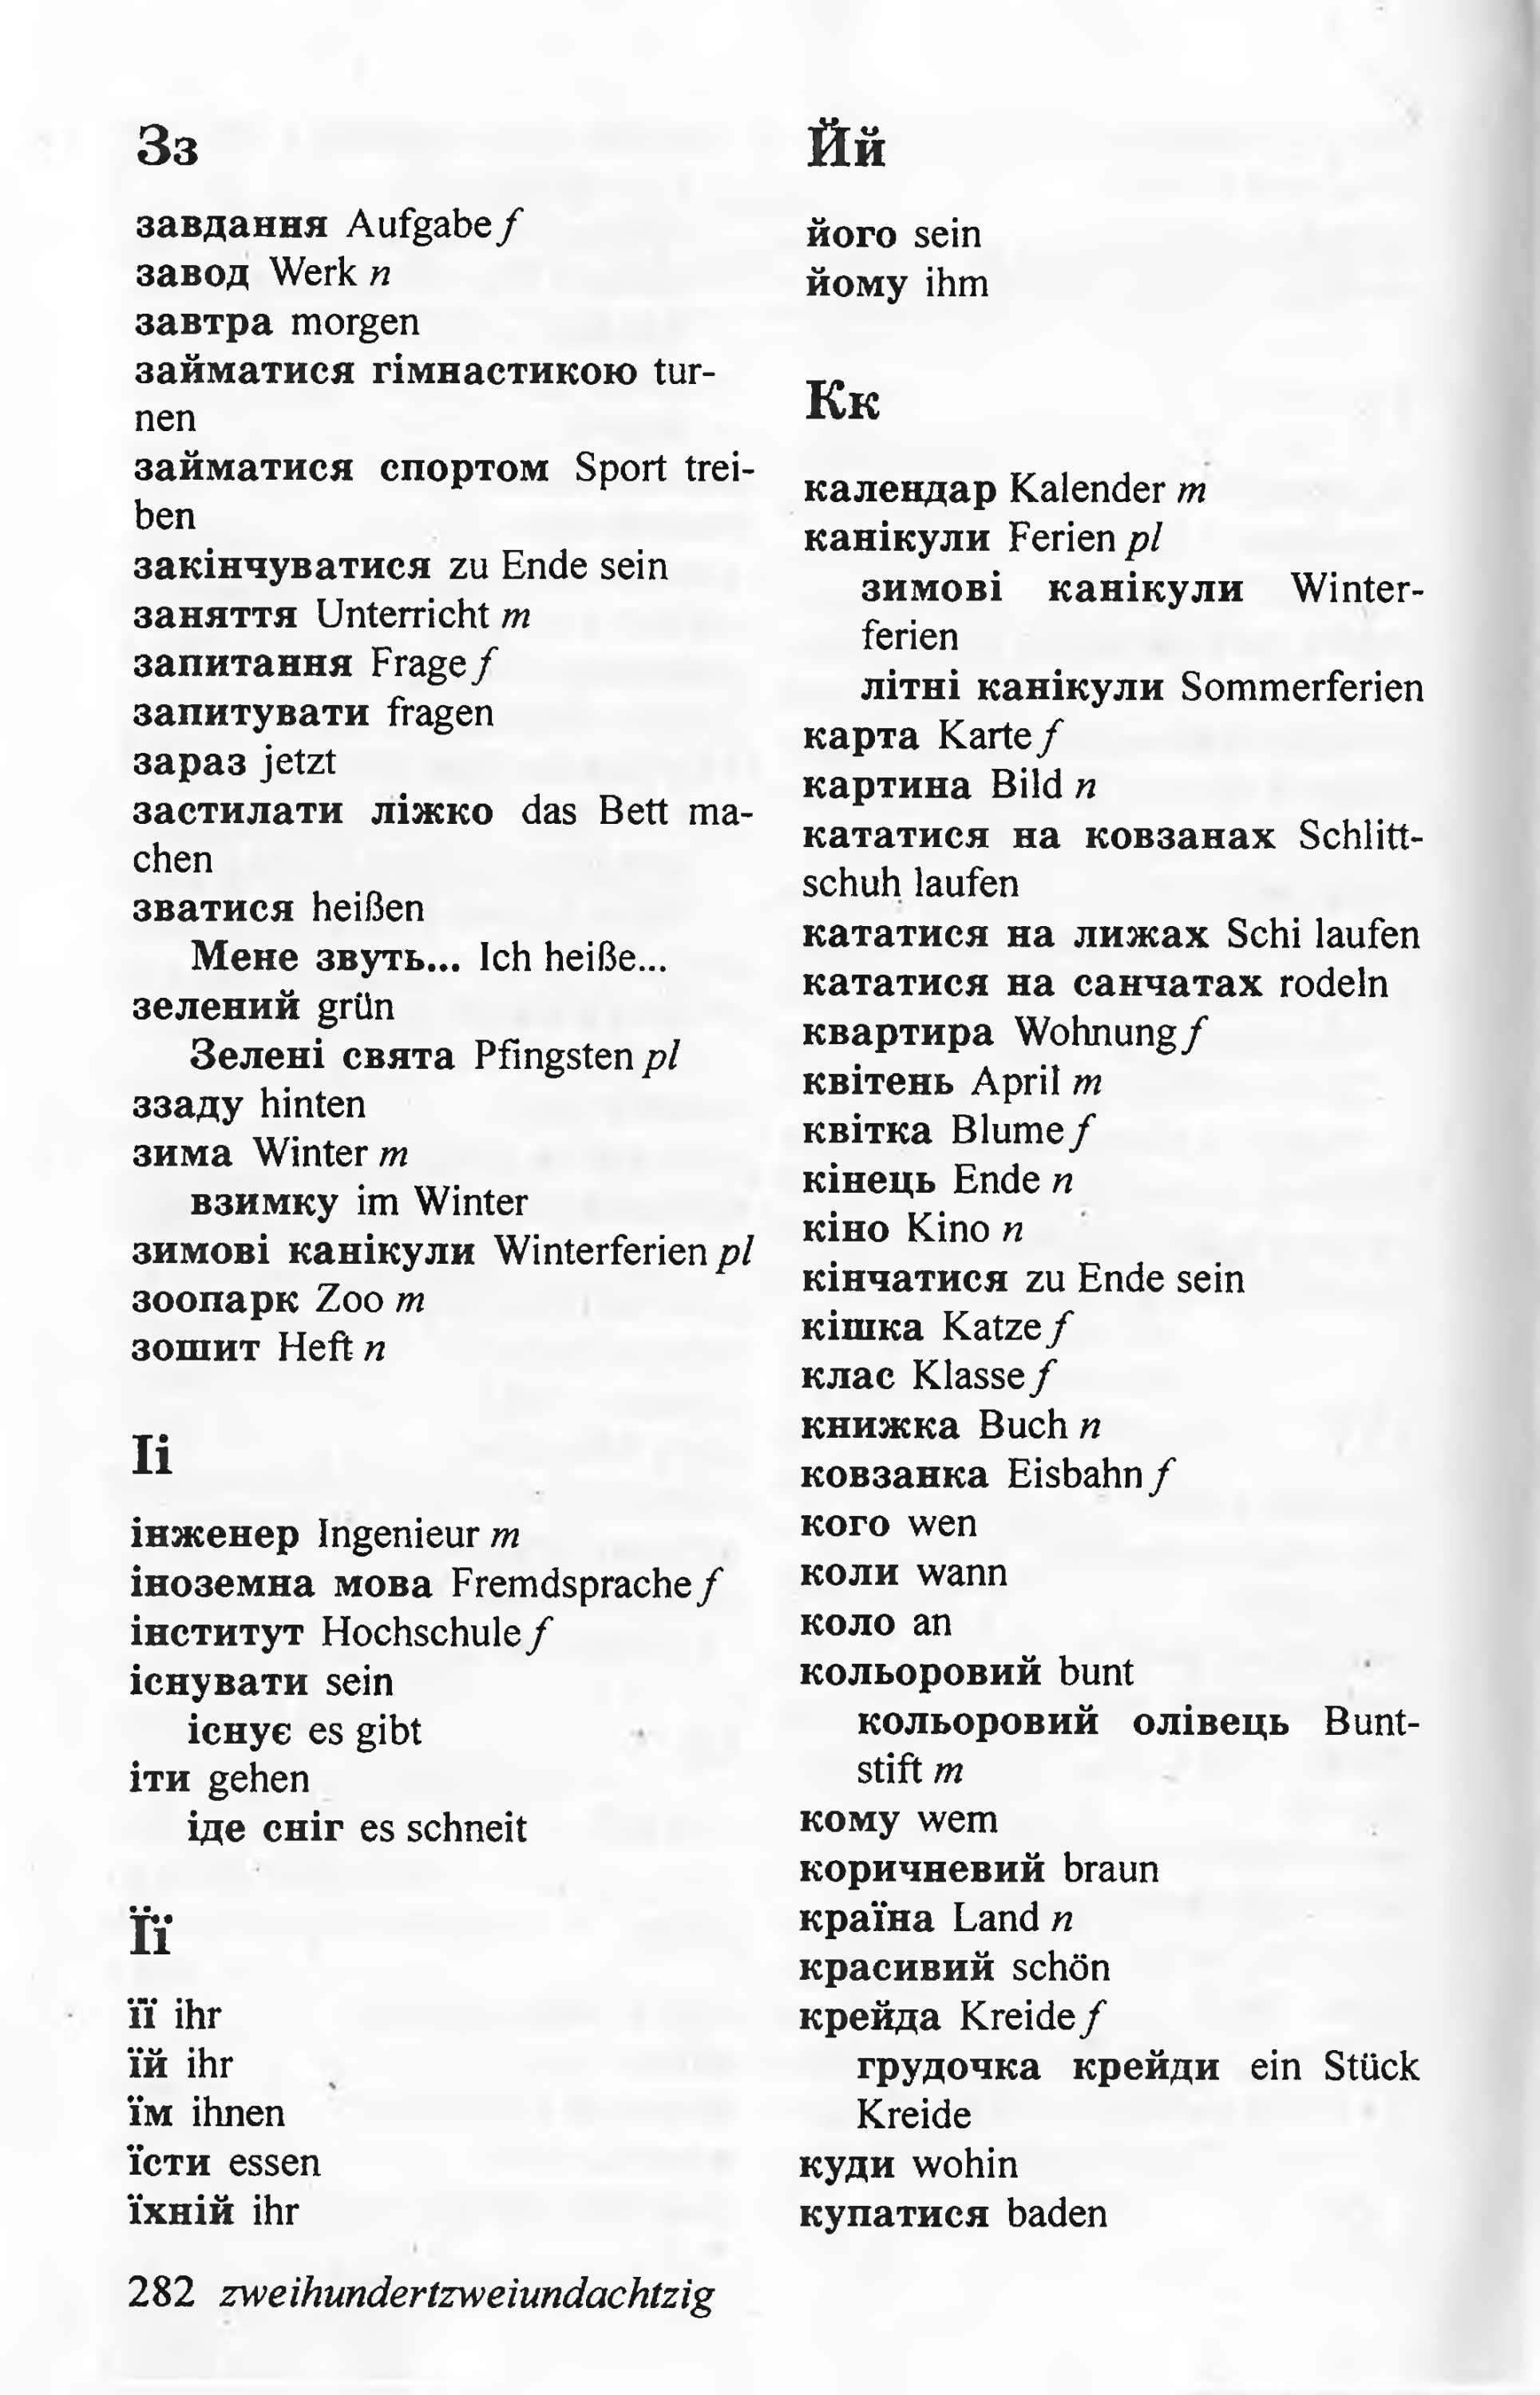 Зз
завдання Aufgabe f
завод Werk n
завтра morgen
займатися гімнастикою tur-
nen
займатися спортом Sport trei-
ben
закінчуватися zu Ende sein
заняття Unterricht m
запитання Frage f
запитувати fragen
зараз jetzt
застилати ліжко das Bett ma-
chen
зватися heißen
Мене звуть... Ich heiße...
зелений grün
Зелені свята Pfingsten pl
ззаду hinten
зима Winter m
взимку im Winter
зимові канікули Winterferien pl
зоопарк Zoo m
зошит Heft n
Іі
інженер Ingenieur m
іноземна мова Fremdsprache f
інститут Hochschule f
існувати sein
існує es gibt
іти gehen
іде сніг es schneit
Її
її ihr
їй ihr
їм ihnen
їсти essen
їхній ihr
Йй
його sein
йому ihm
Кк
календар Kalender m
канікули Ferien pl
зимові канікули Winter-
ferien
літні канікули Sommerferien
карта Karte f
картина Bild n
кататися на ковзанах Schlitt-
schuh laufen
кататися на лижах Schi laufen
кататися на санчатах rodeln
квартира Wohnung f
квітень April m
квітка Blume f
кінець Ende n
кіно Kino n
кінчатися zu Ende sein
кішка Katze f
клас Klasse f
книжка Buch n
ковзанка Eisbahn f
кого wen
коли wann
коло an
кольоровий bunt
кольоровий олівець Bunt-
stift m
кому wem
коричневий braun
країна Land n
красивий schön
крейда Kreide f
грудочка крейди ein Stück
Kreide
куди wohin
купатися baden
282 zweihundertzweiundachtzig